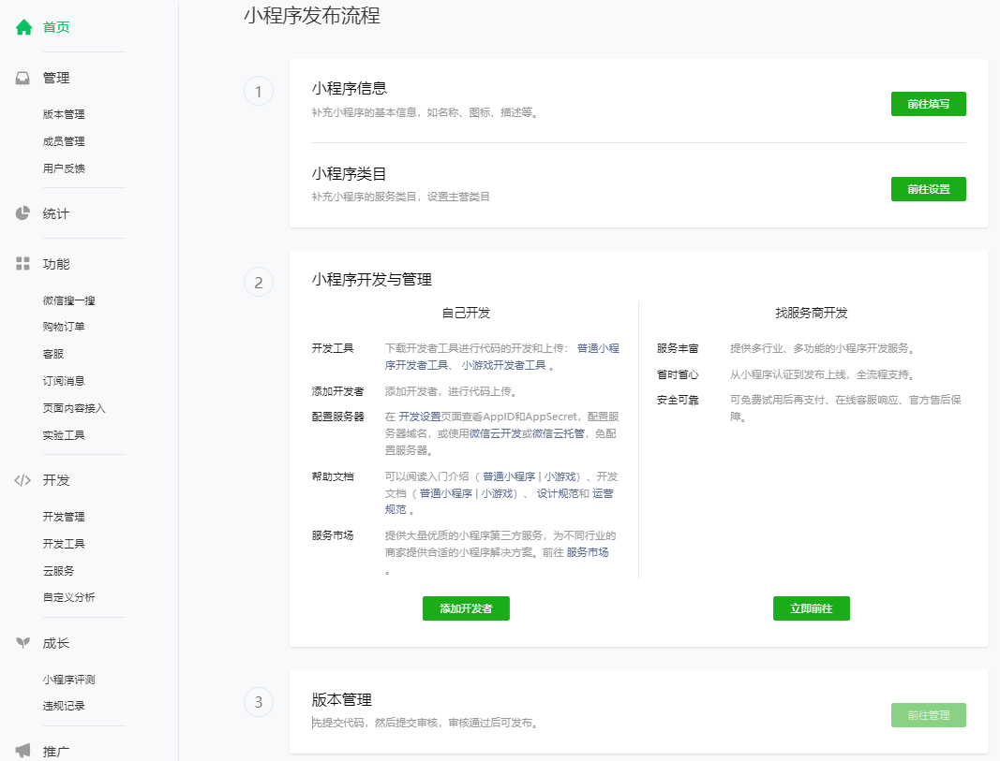 首页
管理
版本管理
成员管理
用户反馈
统计
功能
微信搜一搜
购物订单
客服
订阅消息
页面内容接入
实验工具
开发
开发管理
开发工具
云服务
自定义分析
成长
小程序评测
违规记录
推广
小程序发布流程
1
小程序信息
补充小程序的基本信息，如名称、图标、描述等。
前往填写
小程序类目
补充小程序的服务类目，设置主营类目
前往设置
2
小程序开发与管理
自己开发
开发工具
下载开发者工具进行代码的开发和上传： 普通小程
序开发者工具、 小游戏开发者工具 。
添加开发者
添加开发者，进行代码上传。
配置服务器
在 开发设置页面查看AppID和AppSecret，配置服
务器域名，或使用微信云开发或微信云托管，免配
置服务器。
帮助文档
可以阅读入门介绍（ 普通小程序 | 小游戏）、开发
文档（ 普通小程序 | 小游戏）、 设计规范和 运营
规范 。
服务市场
提供大量优质的小程序第三方服务，为不同行业的
商家提供合适的小程序解决方案。前往 服务市场
。
添加开发者
找服务商开发
服务丰富
提供多行业、多功能的小程序开发服务。
省时省心
从小程序认证到发布上线，全流程支持。
安全可靠
可免费试用后再支付、在线客服响应、官方售后保
障。
立即前往
3
版本管理
先提交代码，然后提交审核，审核通过后可发布。
前往管理